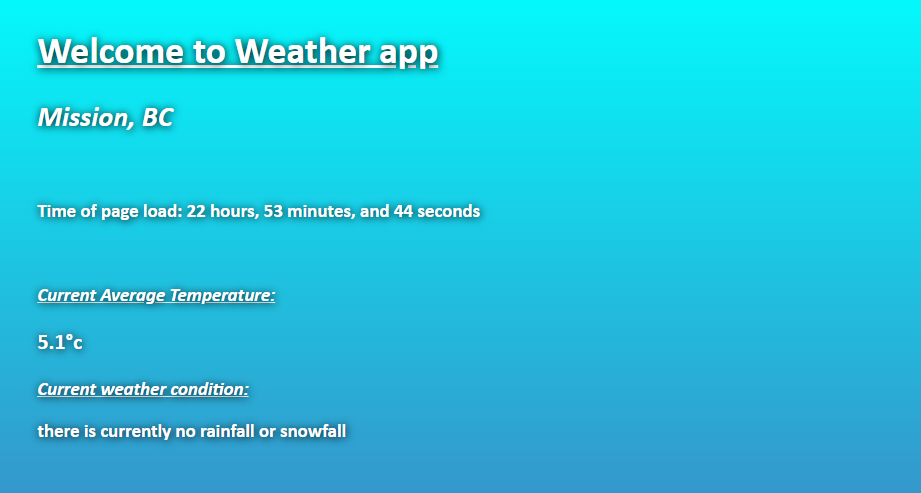 Welcome to Weather app
Mission, BC
Time of page load: 22 hours, 53 minutes, and 44 seconds
Current Average Temperature:
5.1°c
Current weather condition:
there is currently no rainfall or snowfall